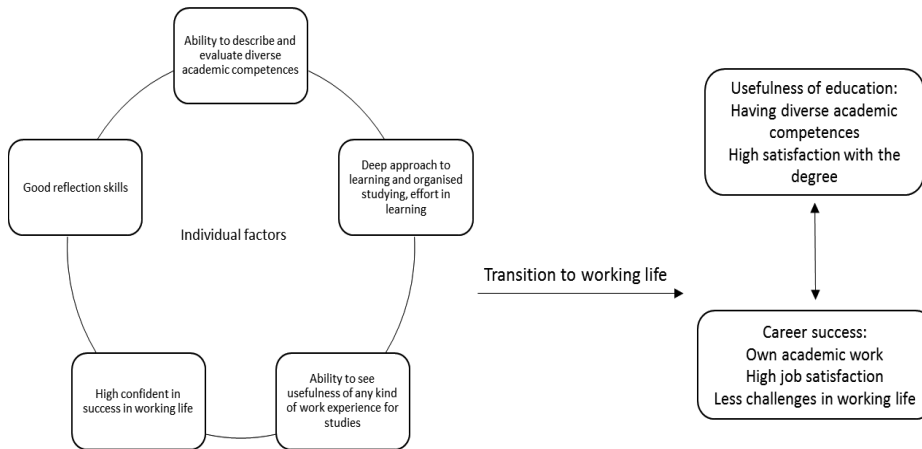 Ability to describe and
evaluate diverse
academic competences
Good reflection skills
Deep approach to
learning and organised
studying, effort in
learning
Individual factors
High confident in
success in working life
Ability to see
usefulness of any kind
of work experience for
studies
Transition to working life
Usefulness of education:
Having diverse academic
competences
High satisfaction with the
degree
Career success:
Own academic work
High job satisfaction
Less challenges in working life